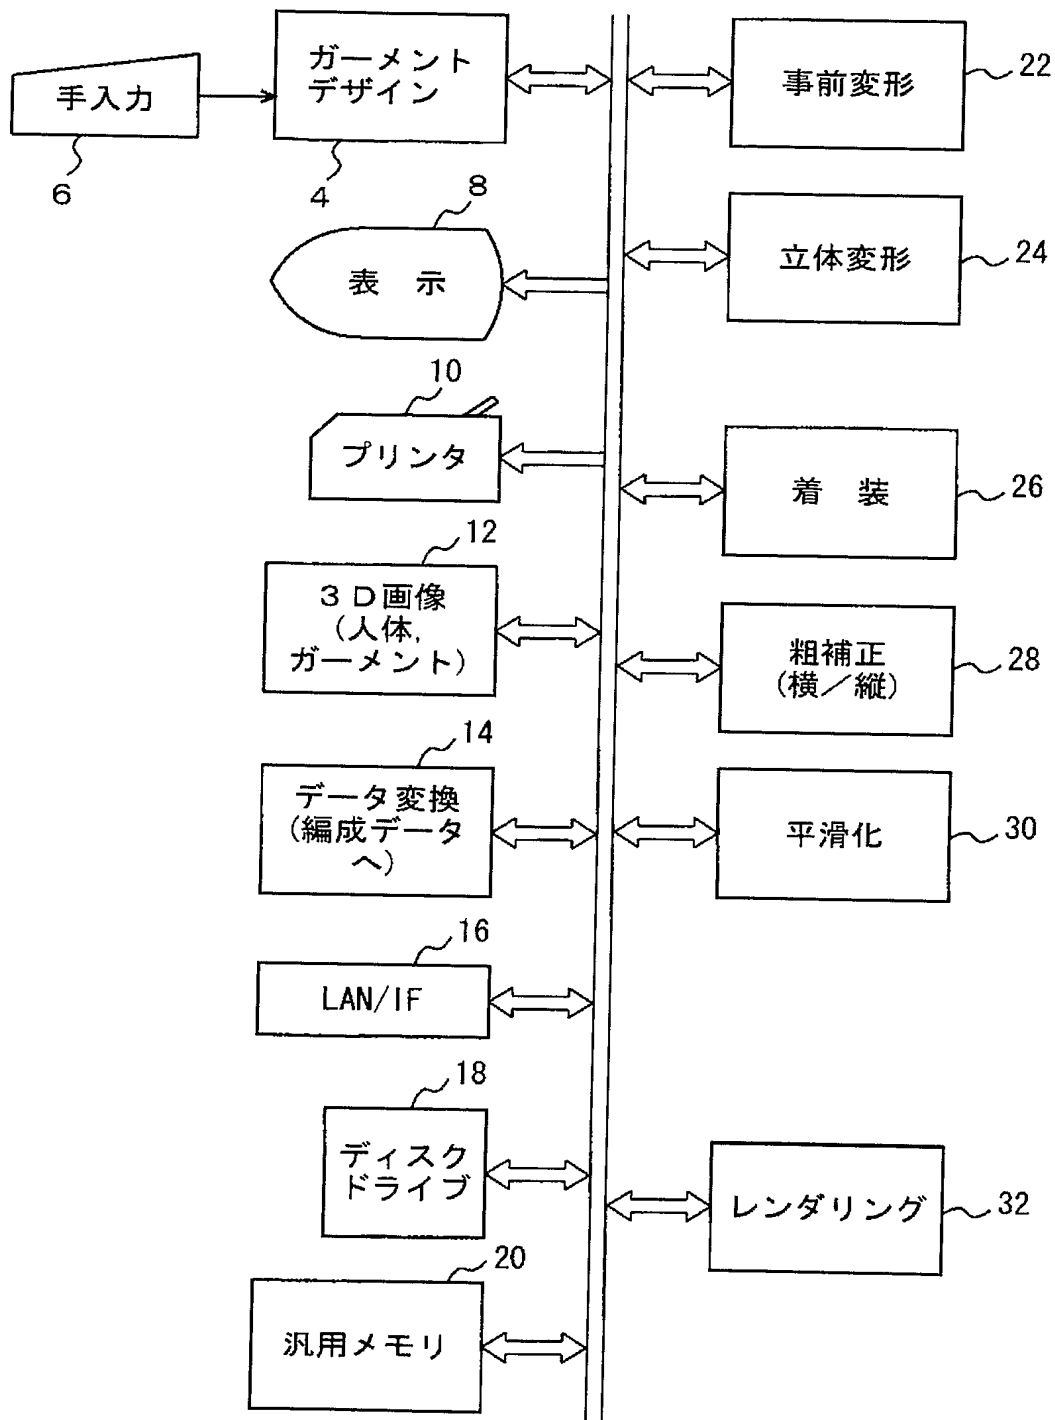 手入力
6
ガーメント
デザイン
4
8
表 示
10
プリンタ
12
3D画像
(人体,
ガーメント)
14
データ変換
(編成データ
へ)
16
LAN/IF
18
ディスク
ドライブ
20
汎用メモリ
事前変形
22
立体変形
24
着 装
26
粗補正
(横/縦)
28
平滑化
30
レンダリング
32